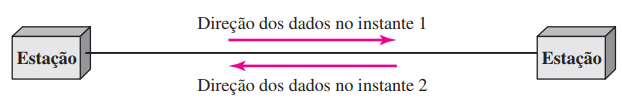 Direção dos dados no instante 1
Estação
Estação
Direção dos dados no instante 2